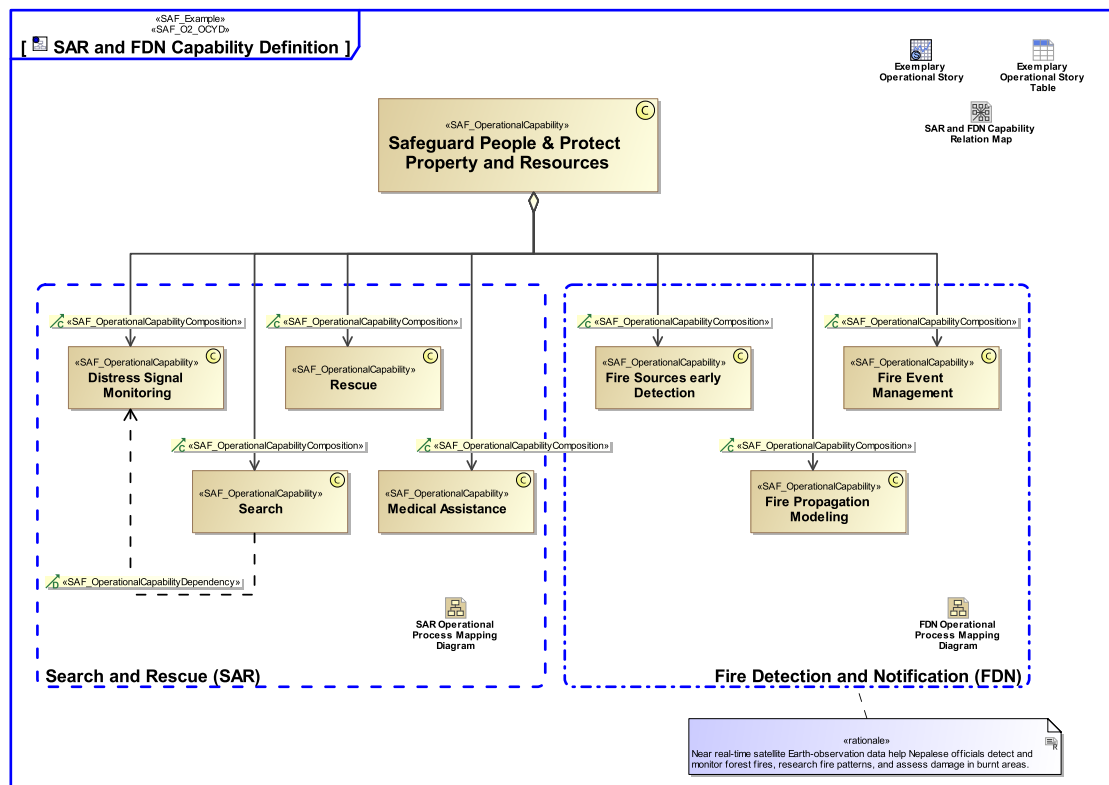 «SAF_Example»
«SAF_O2_OCYD»
[ SAR and FDN Capability Definition ]
Exemplary
Operational Story
Exemplary
Operational Story
Table
SAR and FDN Capability
Relation Map
C
«SAF_OperationalCapability»
Safeguard People & Protect
Property and Resources
C «SAF_OperationalCapabilityComposition»
C «SAF_OperationalCapabilityComposition»
C «SAF_OperationalCapabilityComposition»
C «SAF_OperationalCapabilityComposition»
C
«SAF_OperationalCapability»
Distress Signal
Monitoring
C
«SAF_OperationalCapability»
Rescue
C
«SAF_OperationalCapability»
Fire Sources early
Detection
C
«SAF_OperationalCapability»
Fire Event
Management
C «SAF_OperationalCapabilityComposition»
C «SAF_OperationalCapabilityComposition»
C «SAF_OperationalCapabilityComposition»
C
«SAF_OperationalCapability»
Search
C
«SAF_OperationalCapability»
Medical Assistance
C
«SAF_OperationalCapability»
Fire Propagation
Modeling
D «SAF_OperationalCapabilityDependency»
SAR Operational
Process Mapping
Diagram
FDN Operational
Process Mapping
Diagram
Search and Rescue (SAR)
Fire Detection and Notification (FDN)
«rationale»
R
Near real-time satellite Earth-observation data help Nepalese officials detect and
monitor forest fires, research fire patterns, and assess damage in burnt areas.